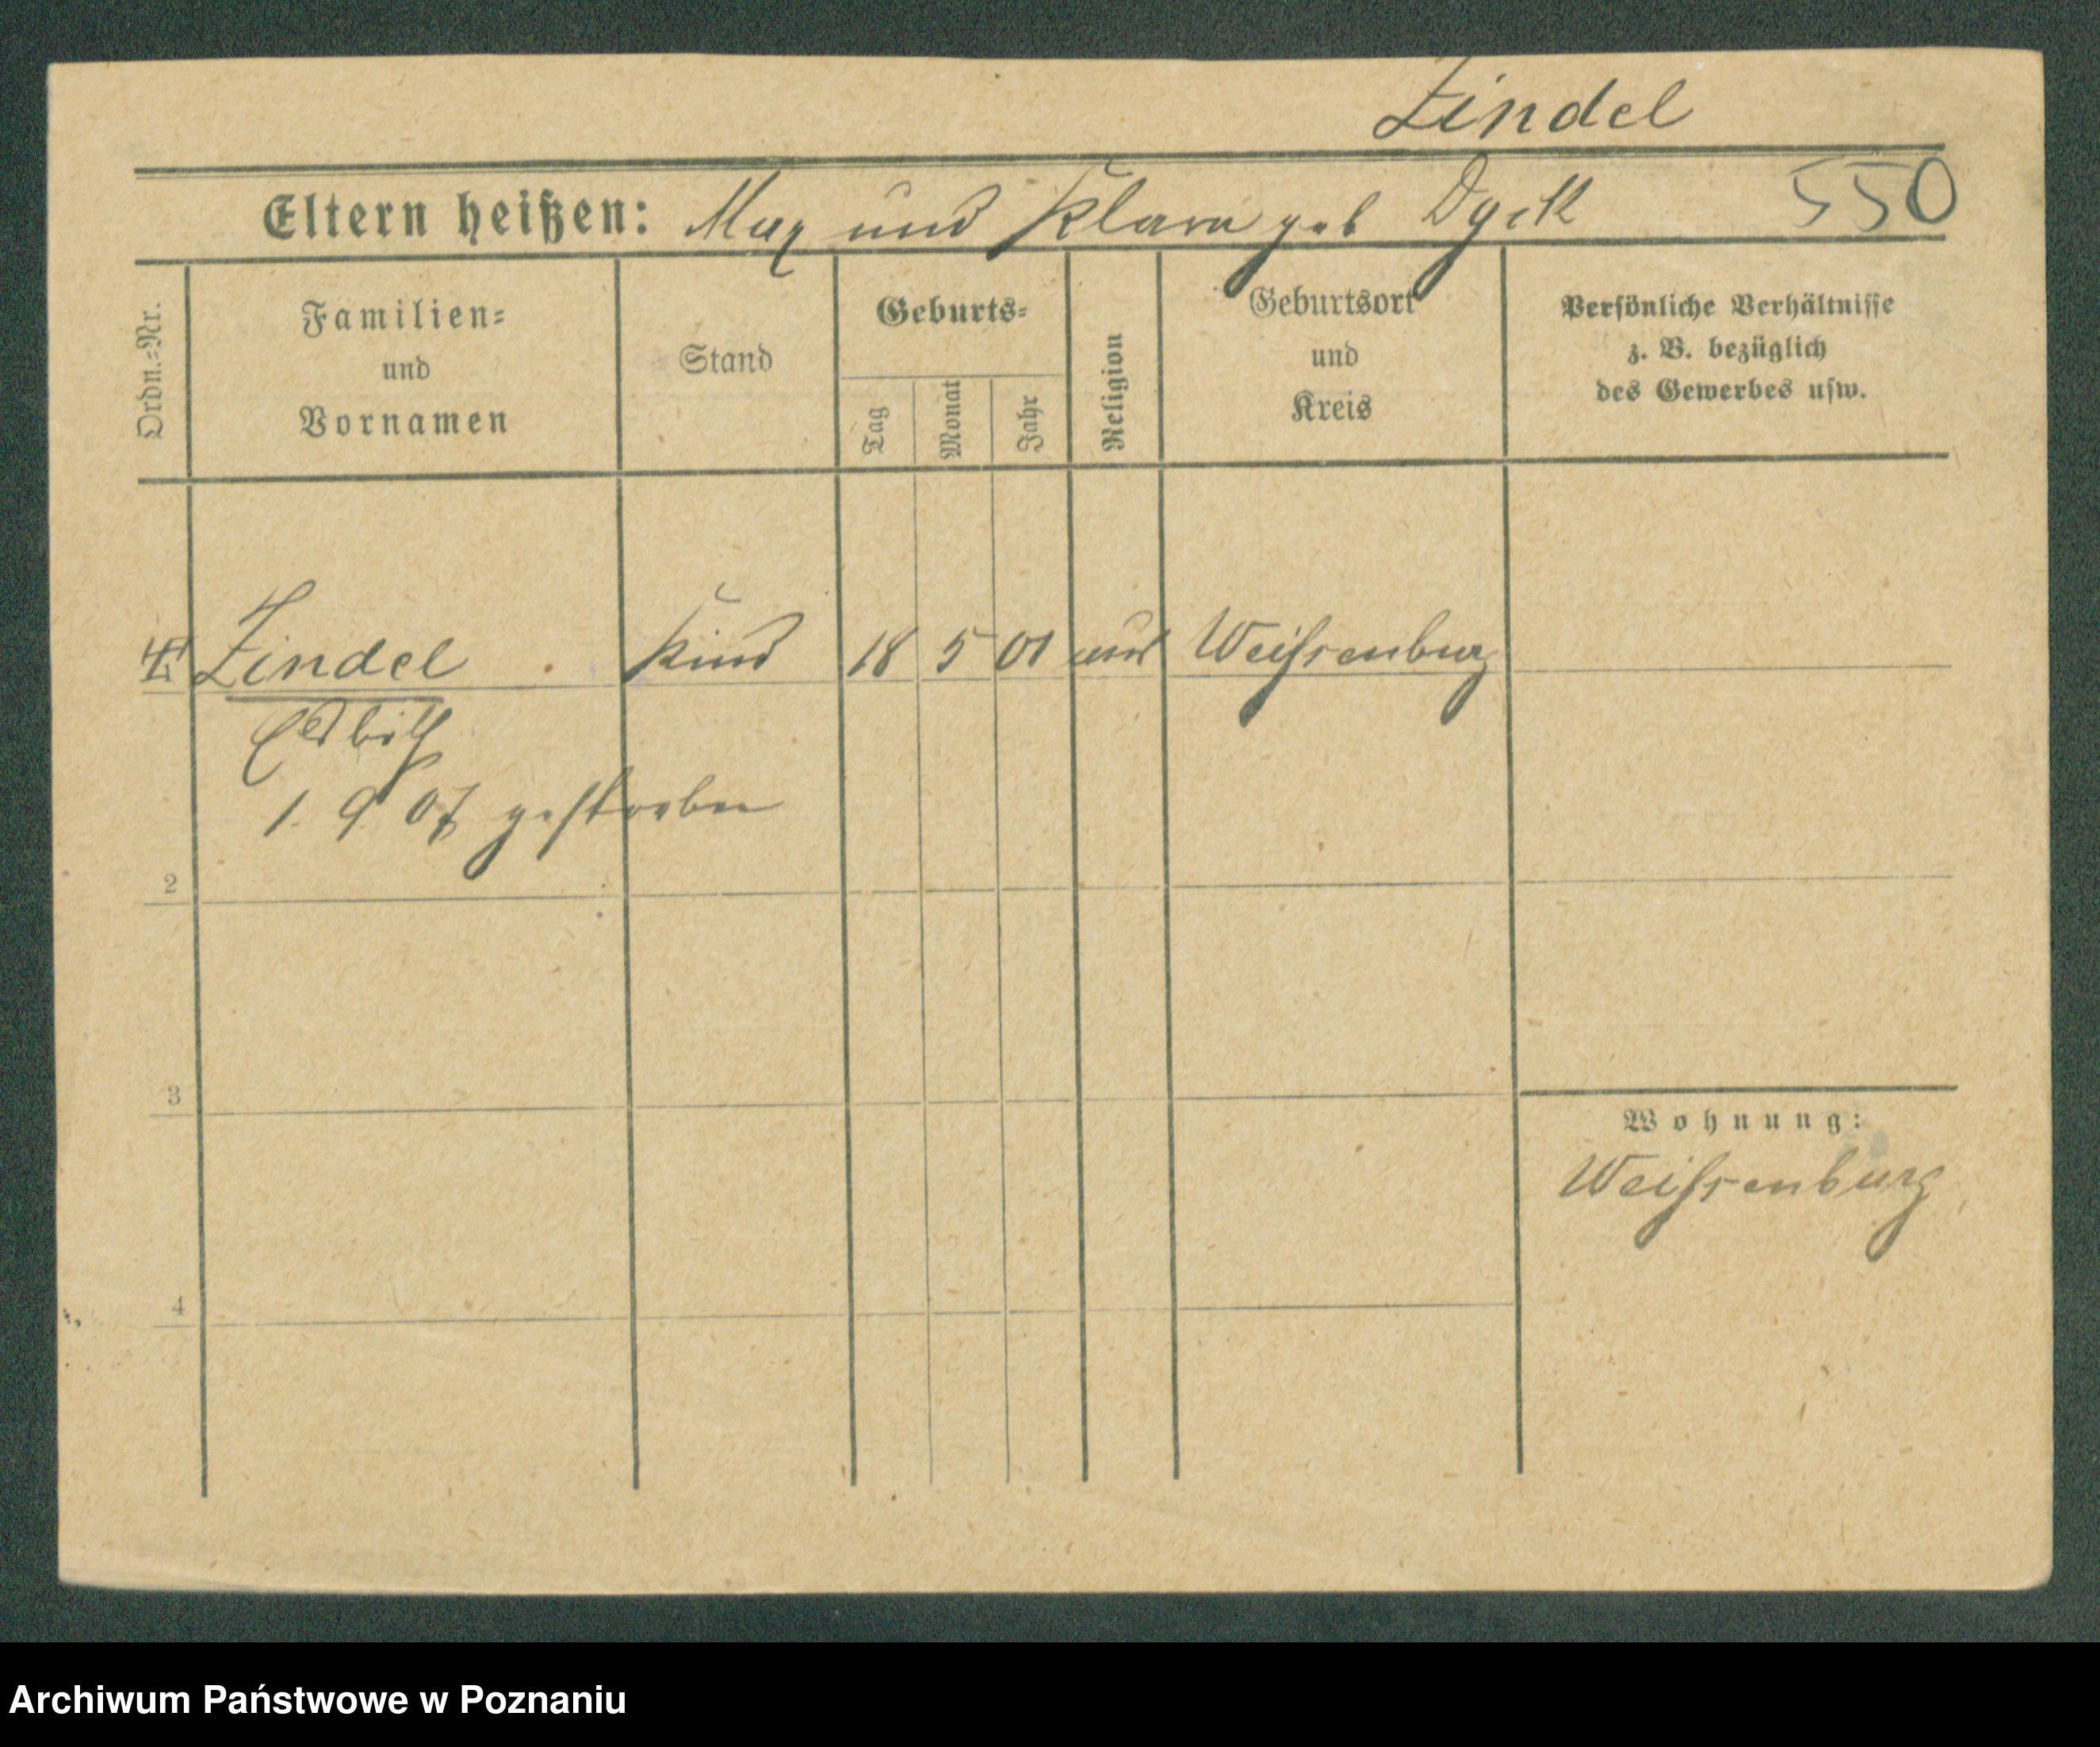 Zindel
Eltern heißen: Max und Klara geb Dyck 550
Ordn.=Nr.
Familien=
und
Vornamen
Stand
Geburts=
Tag
Monat
Jahr
Religion
Geburtsort
und
Kreis
Persönliche Verhältnisse
z. B. bezüglich
des Gewerbes usw.
Zindel Kind 18 5 01 Weissenburg
1. 9 07 gestorben
2
3
Wohnung:
Weissenburg
4
Archiwum Państwowe w Poznaniu